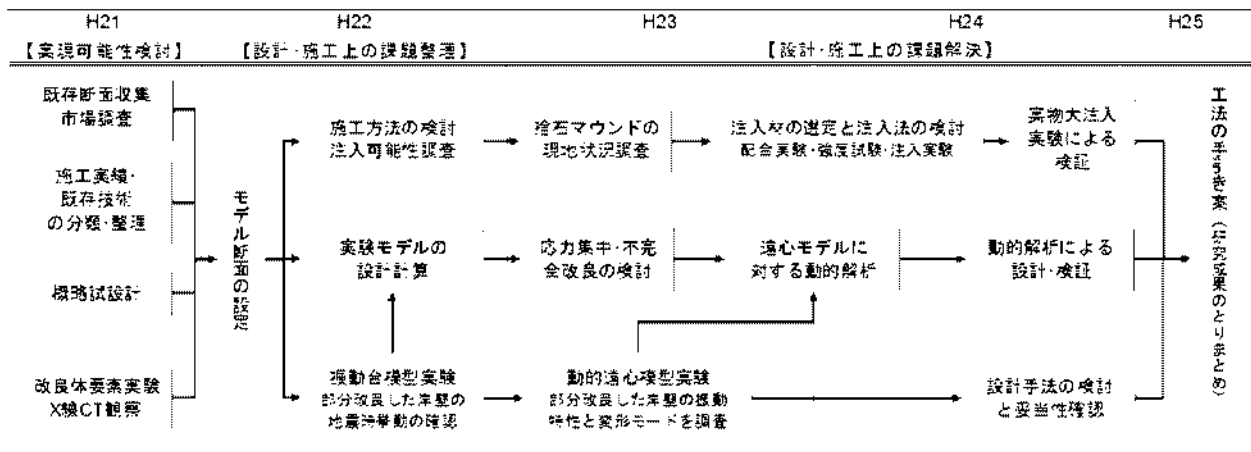 H21
H22
H23
H24
H25
【実現可能性検討】
【設計・施工上の課題整理】
【設計・施工上の課題解決】
既存断面収集
市場調査
施工実績・
既存技術
の分類・整理
概略試設計
改良体要素実験
X線CT観察
モデル断面の設定
施工方法の検討
注入可能性調査
捨石マウンドの
現地状況調査
注入材の選定と注入法の検討
配合実験・強度試験・注入実験
実物大注入
実験による
検証
実験モデルの
設計計算
応力集中・不完
全改良の検討
遠心モデルに
対する動的解析
動的解析による
設計・検証
振動台模型実験
部分改良した岸壁の
地震時挙動の確認
動的遠心模型実験
部分改良した岸壁の振動
特性と変形モードを調査
設計手法の検討
と妥当性確認
工法の手引き案（研究成果のとりまとめ）